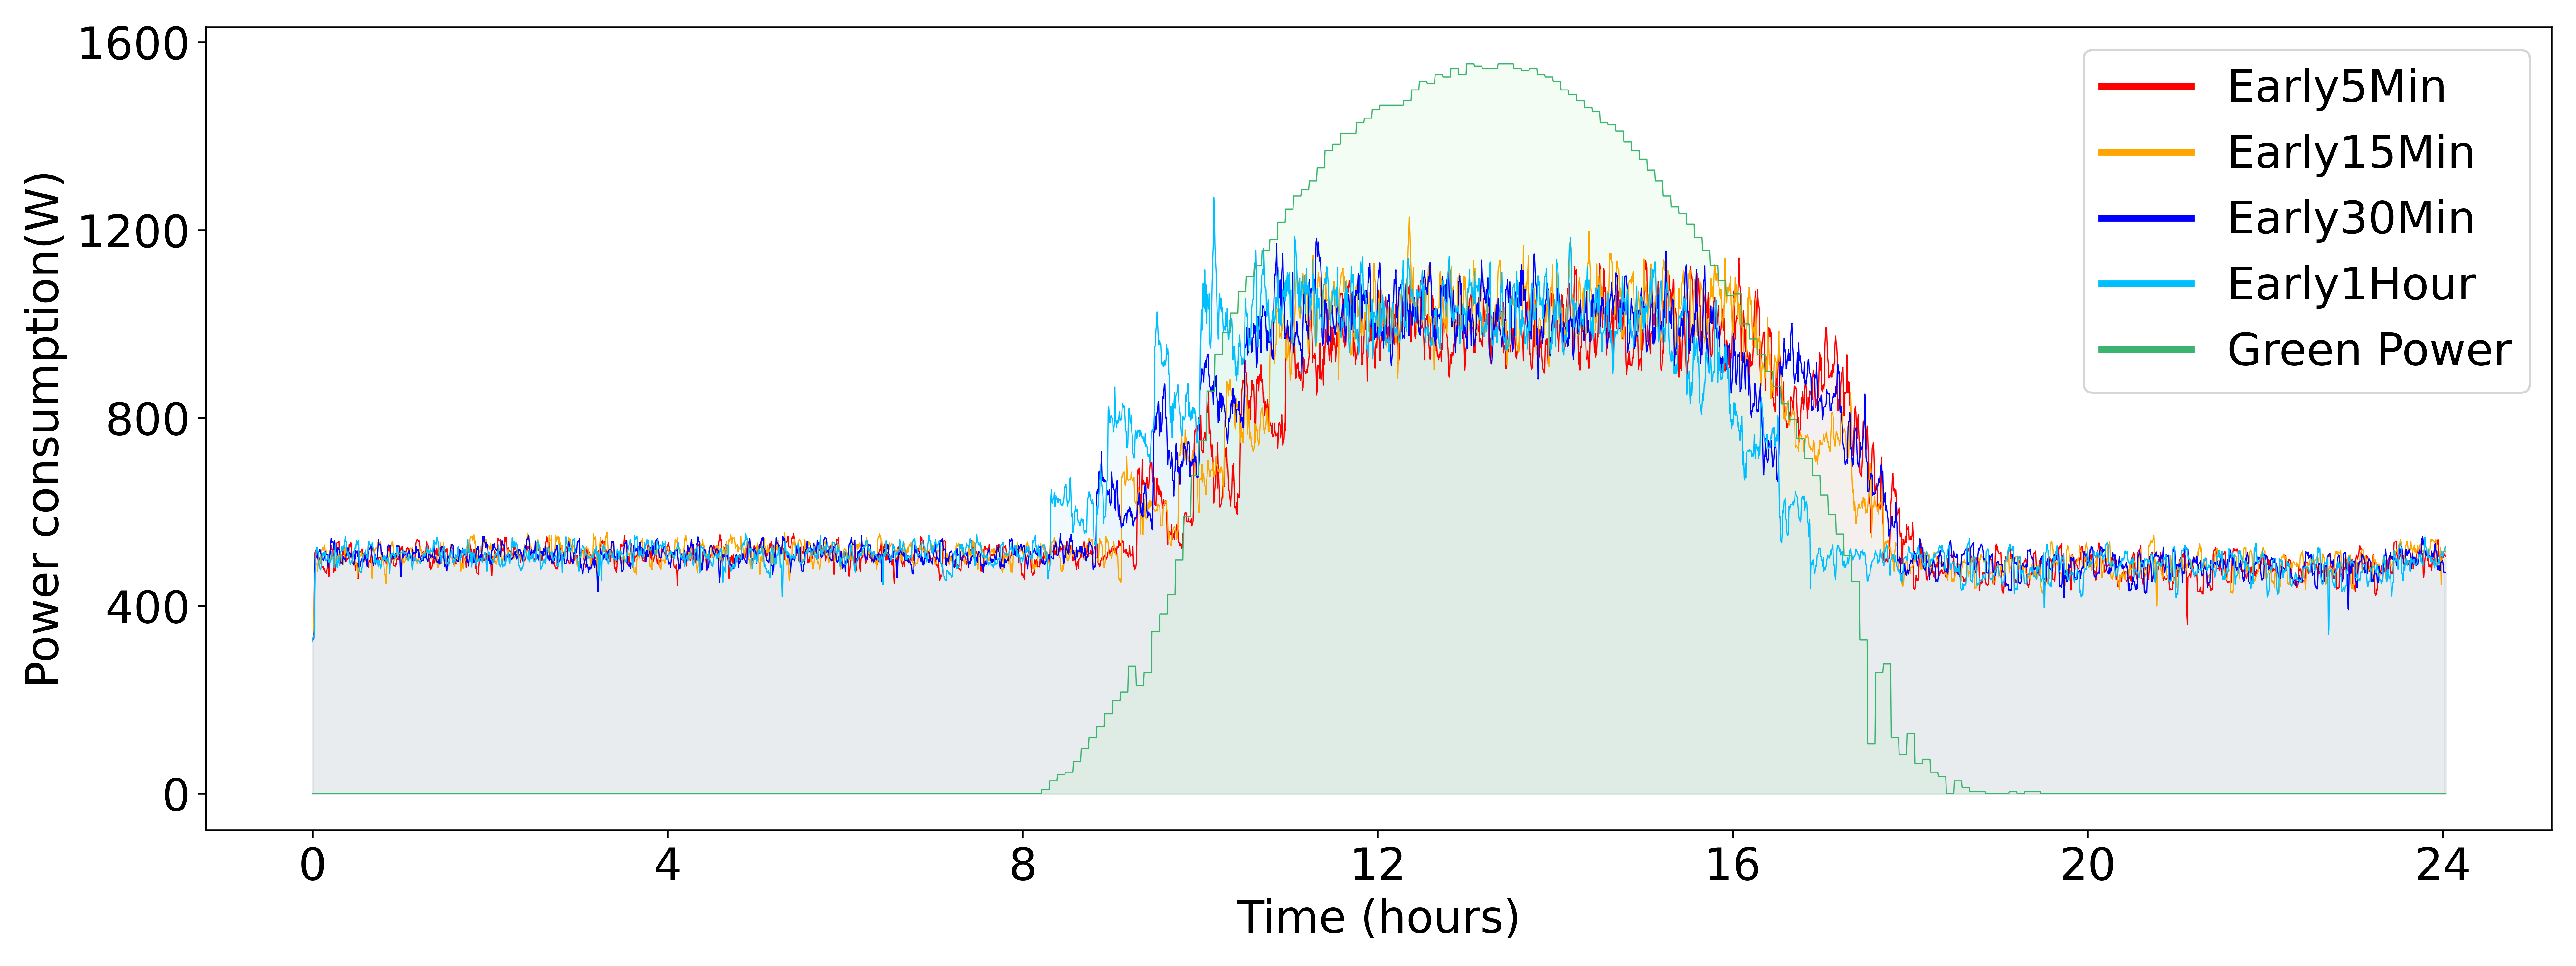 Power consumption(W)
1600
1200
800
400
0
0 4 8 12 16 20 24
Time (hours)
Early5Min
Early15Min
Early30Min
Early1Hour
Green Power